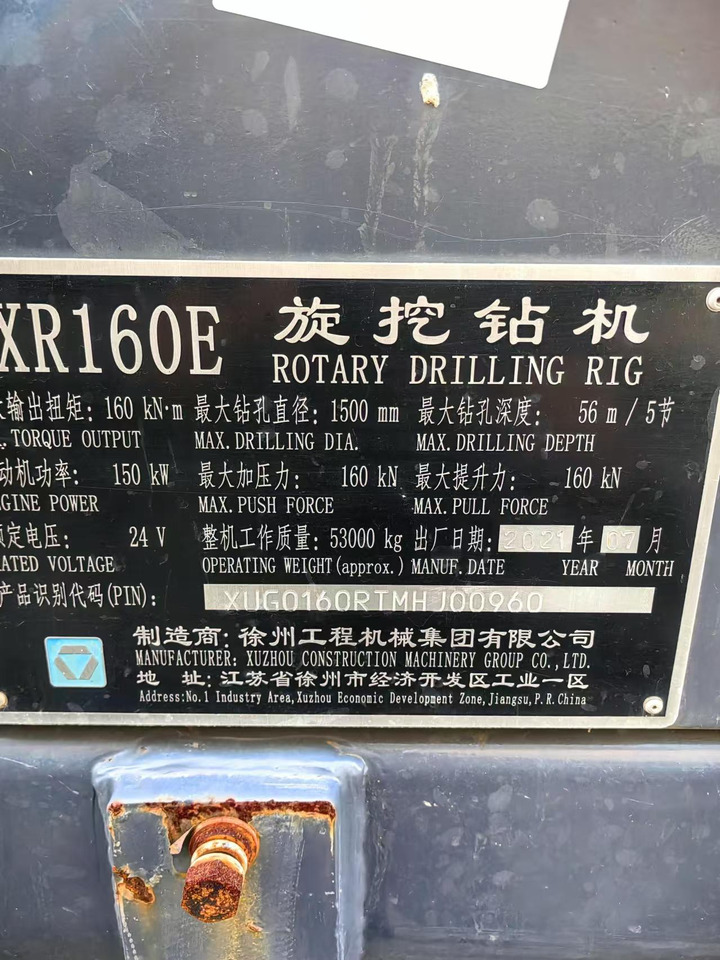 XR160E 旋挖钻机
ROTARY DRILLING RIG
输出扭矩: 160 kN·m 最大钻孔直径: 1500 mm 最大钻孔深度: 56 m / 5节
.TORQUE OUTPUT MAX.DRILLING DIA. MAX.DRILLING DEPTH
动机功率: 150 kW 最大加压力: 160 kN 最大提升力: 160 kN
GINE POWER MAX.PUSH FORCE MAX.PULL FORCE
定电压: 24 V 整机工作质量: 53000 kg 出厂日期: 2021 年 07 月
ATED VOLTAGE OPERATING WEIGHT(approx.) MANUF.DATE YEAR MONTH
产品识别代码(PIN): XUG0160RTMHJ00960
制造商: 徐州工程机械集团有限公司
MANUFACTURER: XUZHOU CONSTRUCTION MACHINERY GROUP CO.,LTD.
地 址: 江苏省徐州市经济开发区工业一区
Address:No.1 Industry Area,Xuzhou Economic Development Zone,Jiangsu,P.R.China